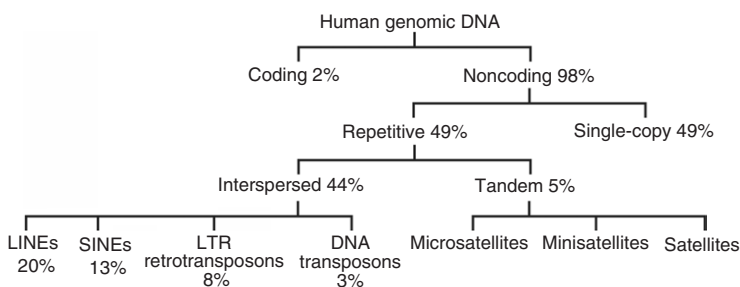 Human genomic DNA
Coding 2%
Noncoding 98%
Repetitive 49%
Single-copy 49%
Interspersed 44%
Tandem 5%
LINEs
20%
SINEs
13%
LTR
retrotransposons
8%
DNA
transposons
3%
Microsatellites
Minisatellites
Satellites